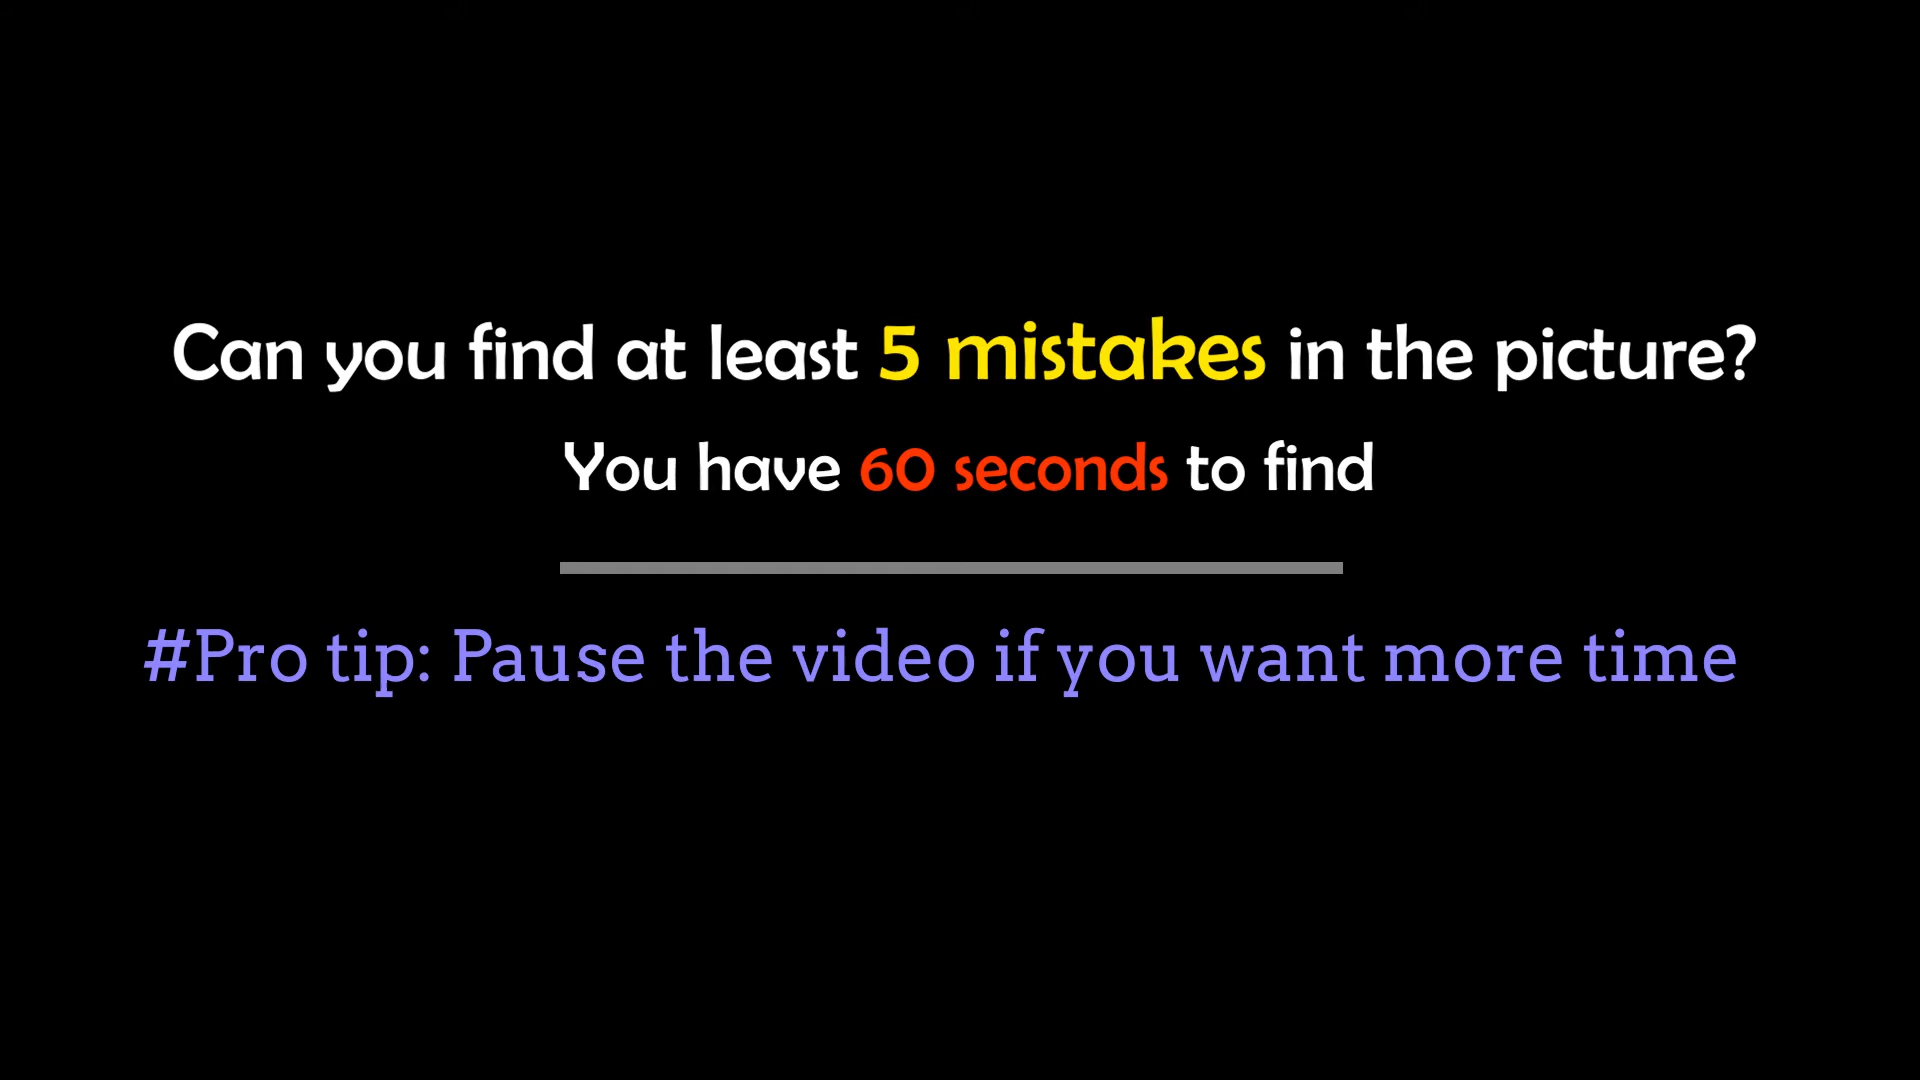 Can you find at least 5 mistakes in the picture?
You have 60 seconds to find
#Pro tip: Pause the video if you want more time